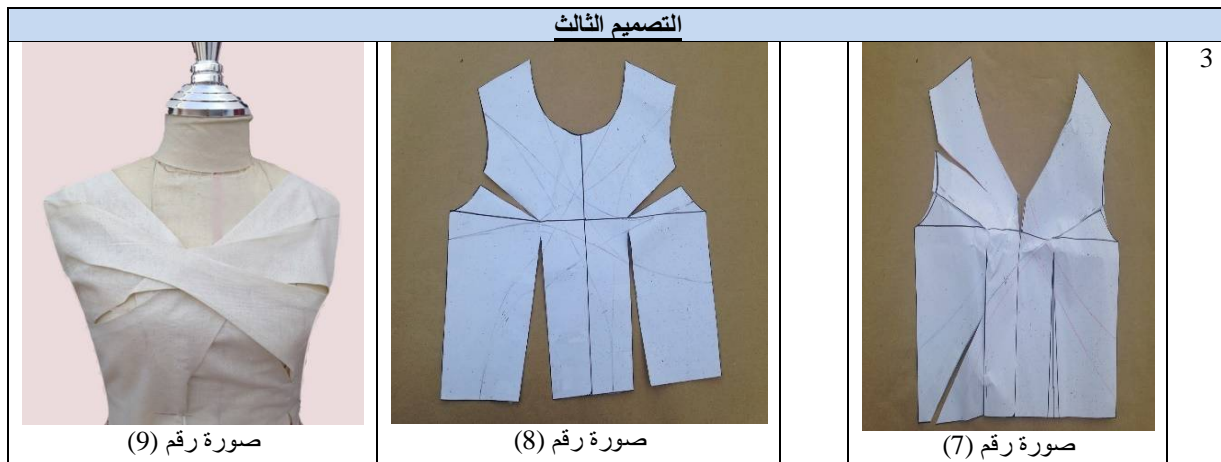 التصميم الثالث
3
صورة رقم (7)
صورة رقم (8)
صورة رقم (9)